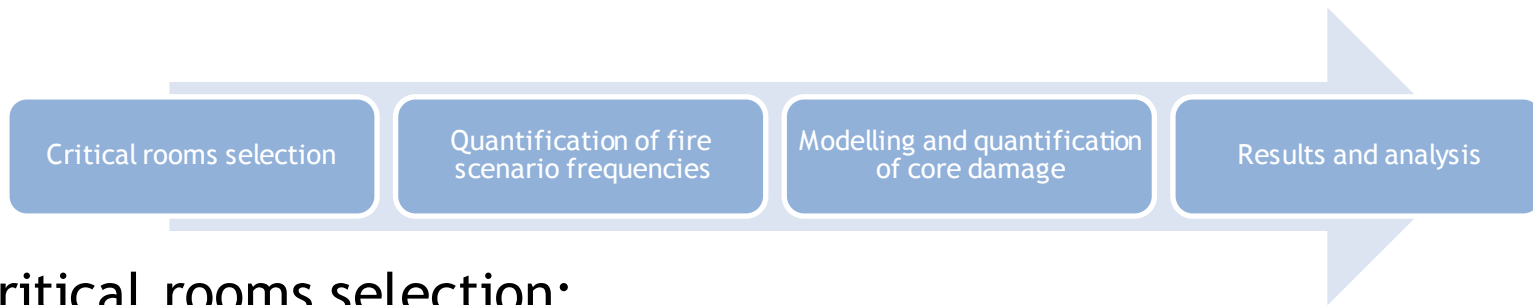 Critical rooms selection
Quantification of fire
scenario frequencies
Modelling and quantification
of core damage
Results and analysis
ritical rooms selection: